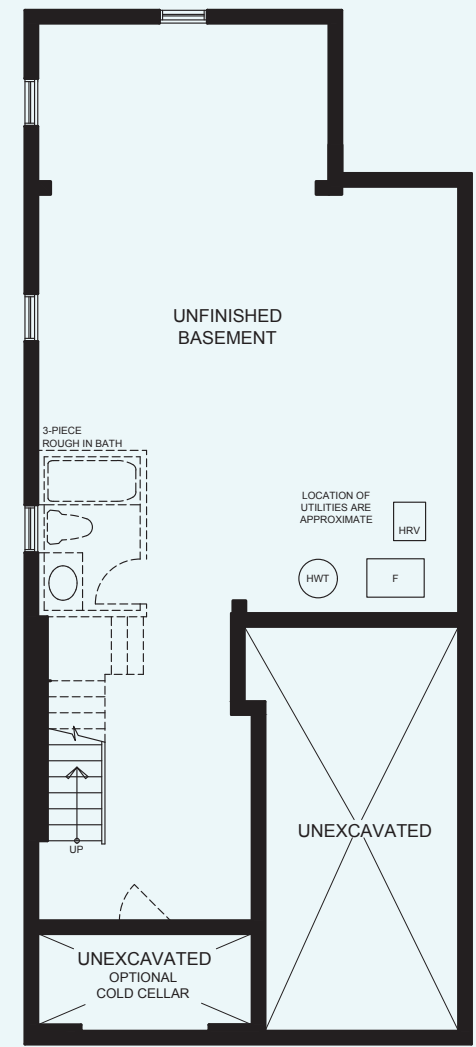 UNFINISHED
BASEMENT
3-PIECE
ROUGH IN BATH
LOCATION OF
UTILITIES ARE
APPROXIMATE
HRV
HWT
F
UNEXCAVATED
UP
UNEXCAVATED
OPTIONAL
COLD CELLAR